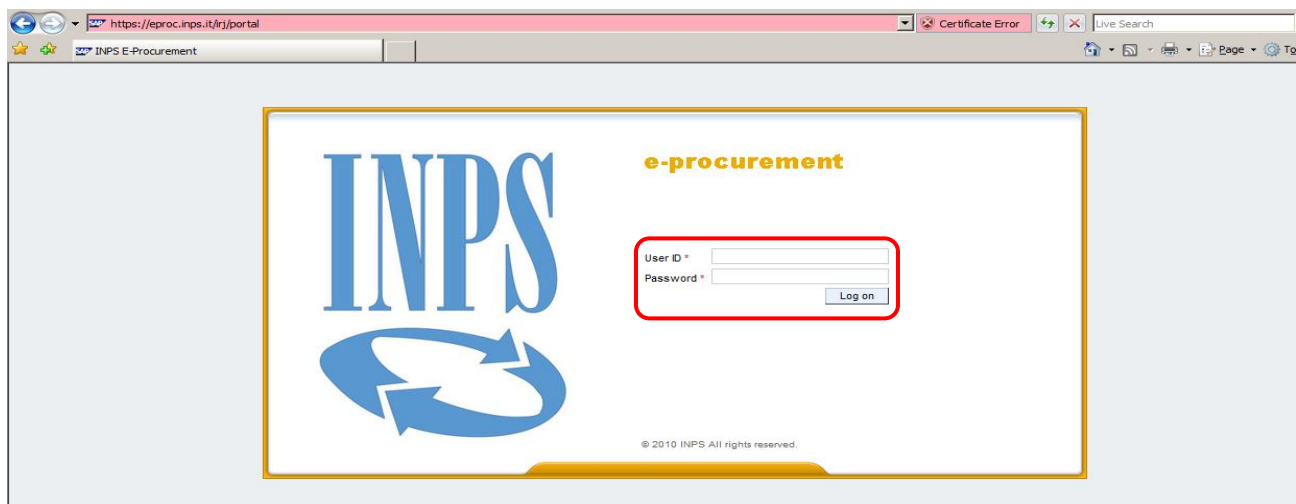 https://eproc.inps.it/irj/portal
Certificate Error
Live Search
INPS E-Procurement
Page
To
INPS
e-procurement
User ID *
Password *
Log on
© 2010 INPS All rights reserved.